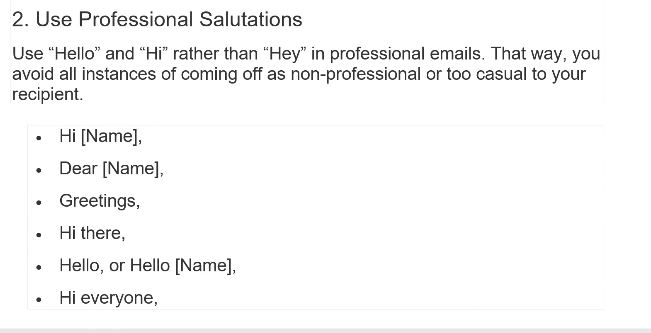 2. Use Professional Salutations
Use “Hello” and “Hi” rather than “Hey” in professional emails. That way, you
avoid all instances of coming off as non-professional or too casual to your
recipient.
• Hi [Name],
• Dear [Name],
• Greetings,
• Hi there,
• Hello, or Hello [Name],
• Hi everyone,